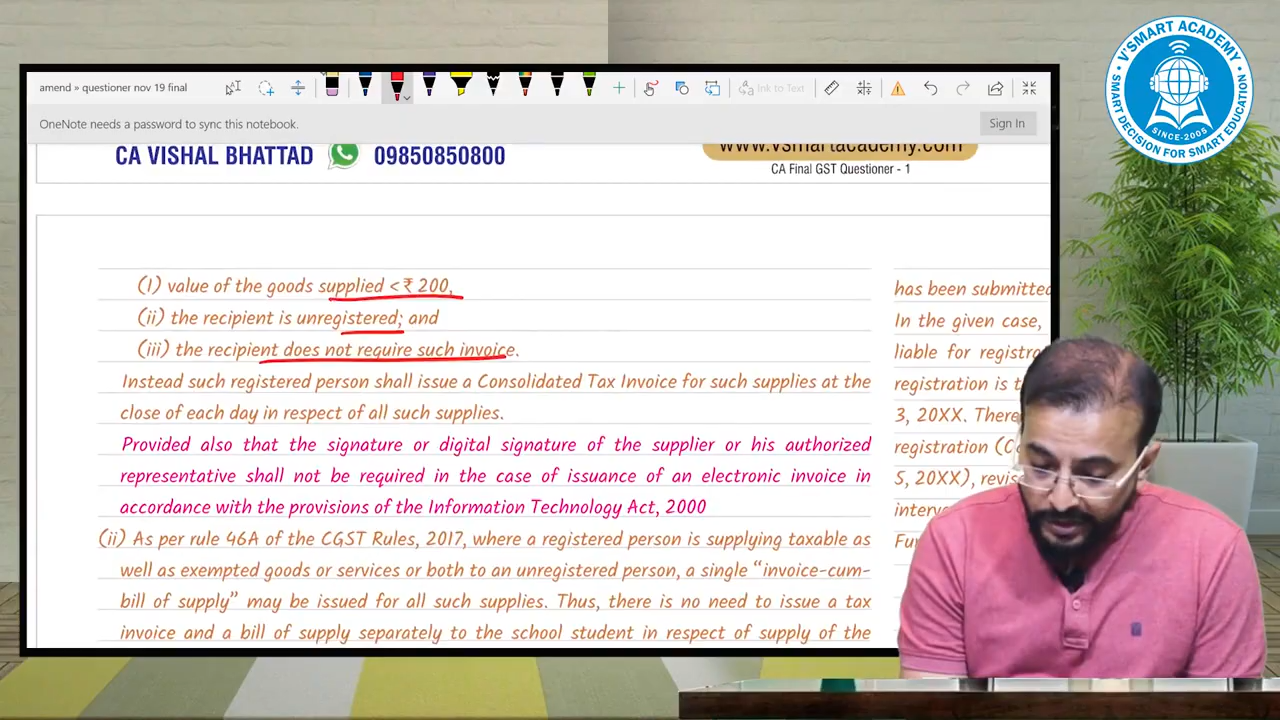 amend » questioner nov 19 final
Ink to Text
OneNote needs a password to sync this notebook.
Sign In
CA VISHAL BHATTAD 09850850800
www.vsmartacademy.com
CA Final GST Questioner - 1
(I) value of the goods supplied < ₹ 200,
(ii) the recipient is unregistered; and
(iii) the recipient does not require such invoice.
Instead such registered person shall issue a Consolidated Tax Invoice for such supplies at the
close of each day in respect of all such supplies.
Provided also that the signature or digital signature of the supplier or his authorized
representative shall not be required in the case of issuance of an electronic invoice in
accordance with the provisions of the Information Technology Act, 2000
(ii) As per rule 46A of the CGST Rules, 2017, where a registered person is supplying taxable as
well as exempted goods or services or both to an unregistered person, a single “invoice-cum-
bill of supply” may be issued for all such supplies. Thus, there is no need to issue a tax
invoice and a bill of supply separately to the school student in respect of supply of the
has been submitted
In the given case,
liable for
registration is
3, 20XX.
registration
5, 20XX),
V'SMART ACADEMY
SINCE-2005
SMART DECISION FOR SMART EDUCATION